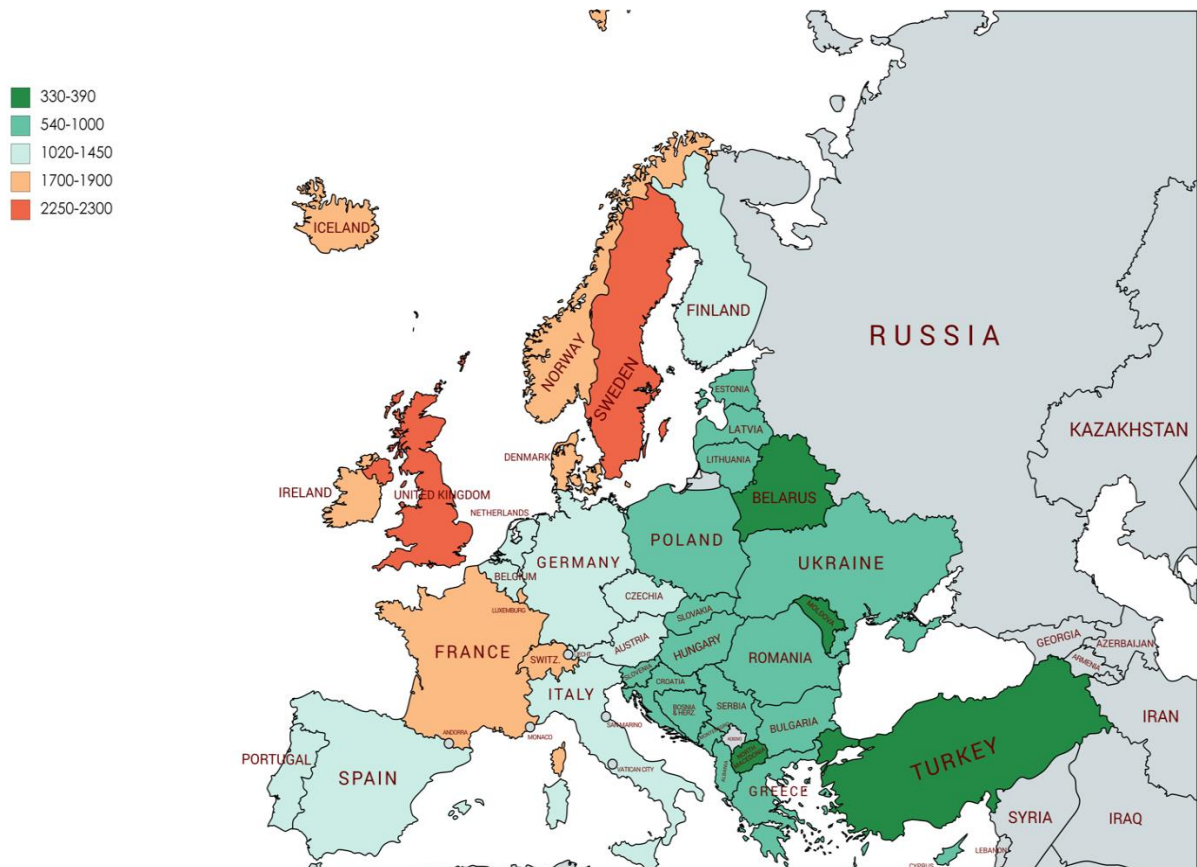 330-390
540-1000
1020-1450
1700-1900
2250-2300
ICELAND
FINLAND
NORWAY
SWEDEN
RUSSIA
ESTONIA
LATVIA
LITHUANIA
KAZAKHSTAN
DENMARK
IRELAND
UNITED KINGDOM
BELARUS
NETHERLANDS
POLAND
GERMANY
UKRAINE
BELGIUM
CZECHIA
LUXEMBURG
SLOVAKIA
MOLDOVA
AUSTRIA
HUNGARY
GEORGIA
AZERBAIJAN
FRANCE
SWITZ.
ROMANIA
ARMENIA
SLOVENIA
CROATIA
ITALY
BOSNIA
& HERZ.
SERBIA
IRAN
SAN MARINO
BULGARIA
ANDORRA
MONACO
KOSOVO
PORTUGAL
SPAIN
VATICAN CITY
NORTH
MACEDONIA
ALBANIA
TURKEY
GREECE
SYRIA
IRAQ
LEBANON
CYPRUS